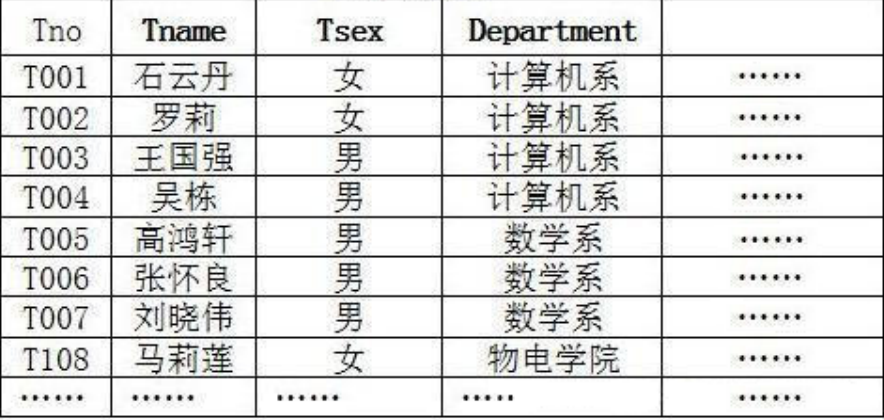 Tno Tname Tsex Department
T001 石云丹 女 计算机系 ……
T002 罗莉 女 计算机系 ……
T003 王国强 男 计算机系 ……
T004 吴栋 男 计算机系 ……
T005 高鸿轩 男 数学系 ……
T006 张怀良 男 数学系 ……
T007 刘晓伟 男 数学系 ……
T108 马莉莲 女 物电学院 ……
…… …… …… ….. ……